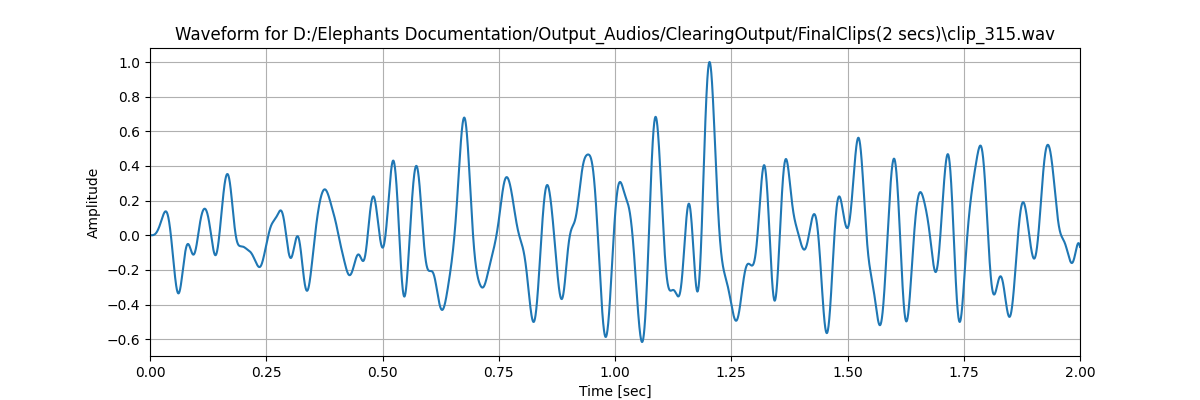 Waveform for D:/Elephants Documentation/Output_Audios/ClearingOutput/FinalClips(2 secs)\clip_315.wav
Amplitude
1.0
0.8
0.6
0.4
0.2
0.0
−0.2
−0.4
−0.6
0.00 0.25 0.50 0.75 1.00 1.25 1.50 1.75 2.00
Time [sec]